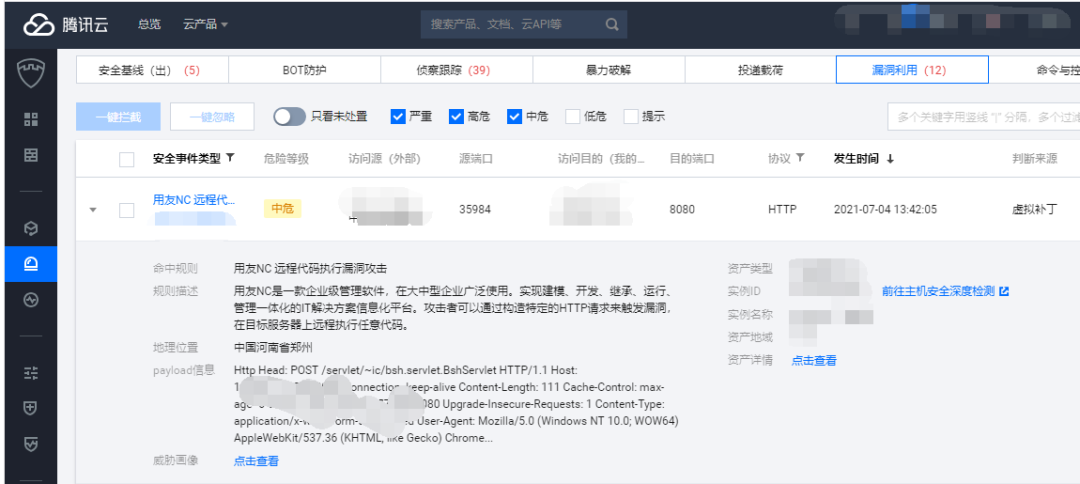 腾讯云 总览 云产品 搜索产品、文档、云API等
安全基线（出） (5) BOT防护 侦察跟踪 (39) 暴力破解 投递载荷 漏洞利用 (12) 命令与控
一键拦截 一键忽略 只看未处置 严重 高危 中危 低危 提示 多个关键字用竖线 "|" 分隔，多个过滤
安全事件类型 危险等级 访问源（外部） 源端口 访问目的（我的... 目的端口 协议 发生时间 判断来源
用友NC 远程代... 中危 35984 8080 HTTP 2021-07-04 13:42:05 虚拟补丁
命中规则 用友NC 远程代码执行漏洞攻击 资产类型
规则描述 用友NC是一款企业级管理软件，在大中型企业广泛使用。实现建模、开发、继承、运行、 实例ID 前往主机安全深度检测
管理一体化的IT解决方案信息化平台。攻击者可以通过构造特定的HTTP请求来触发漏洞， 实例名称
在目标服务器上远程执行任意代码。 资产地域
地理位置 中国河南省郑州
资产详情 点击查看
payload信息 Http Head: POST /servlet/~ic/bsh.servlet.BshServlet HTTP/1.1 Host:
keep-alive Content-Length: 111 Cache-Control: max-
Upgrade-Insecure-Requests: 1 Content-Type:
User-Agent: Mozilla/5.0 (Windows NT 10.0; WOW64)
AppleWebKit/537.36 (KHTML, like Gecko) Chrome...
威胁画像 点击查看